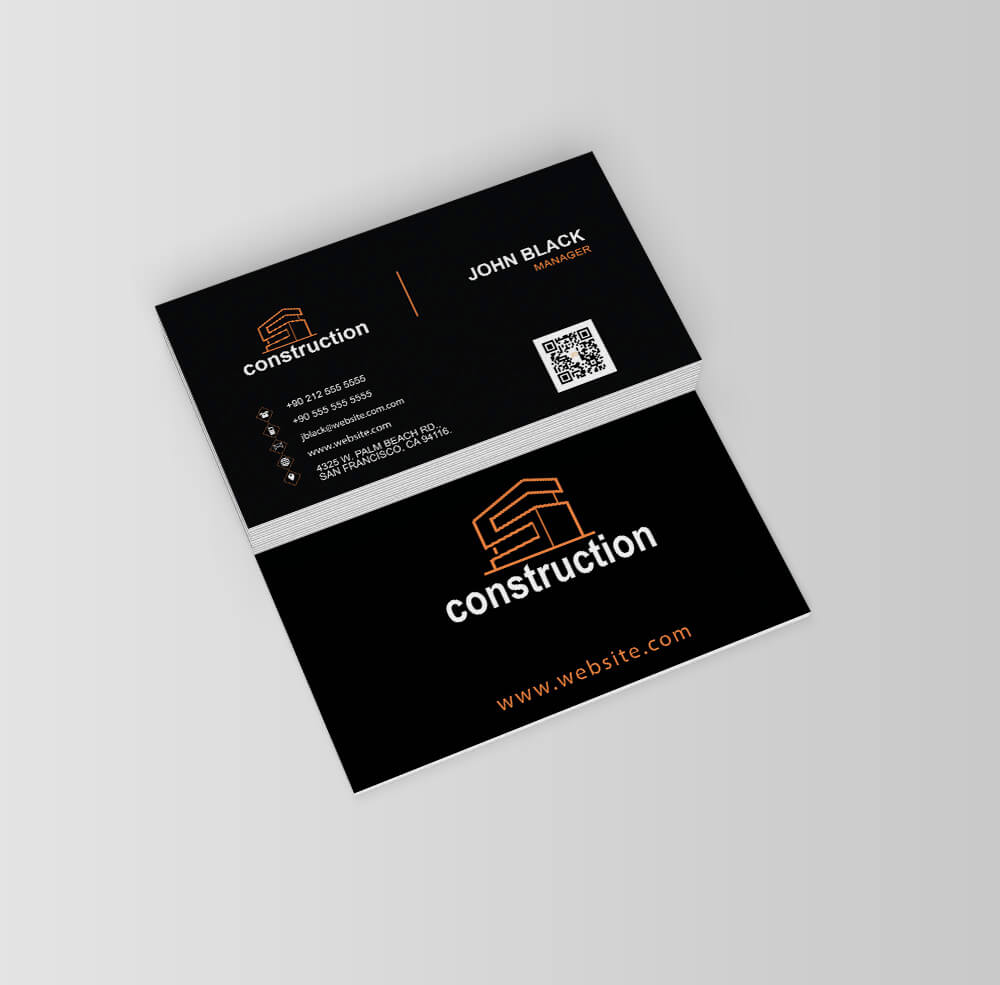 JOHN BLACK
MANAGER
construction
+90 212 555 5555
+90 555 555 5555
jblack@website.com.com
www.website.com
4325 W. PALM BEACH RD.,
SAN FRANCISCO, CA 94116.
construction
www.website.com